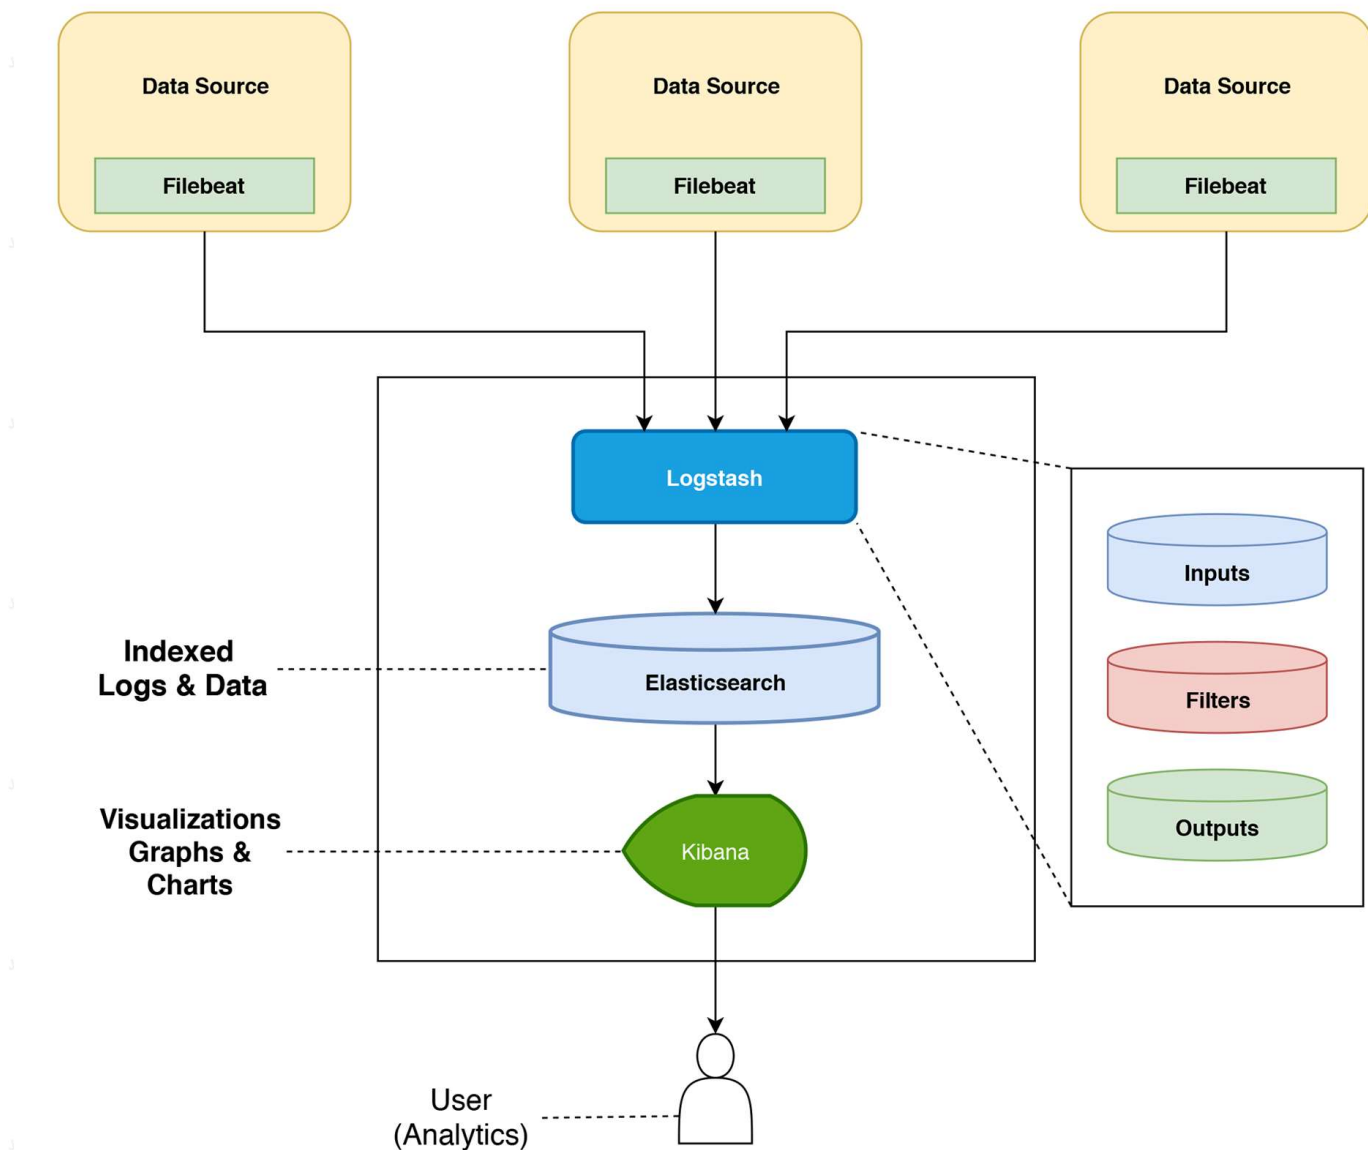 Data Source
Data Source
Data Source
Filebeat
Filebeat
Filebeat
Logstash
Inputs
Filters
Outputs
Indexed
Logs & Data
Elasticsearch
Visualizations
Graphs &
Charts
Kibana
User
(Analytics)